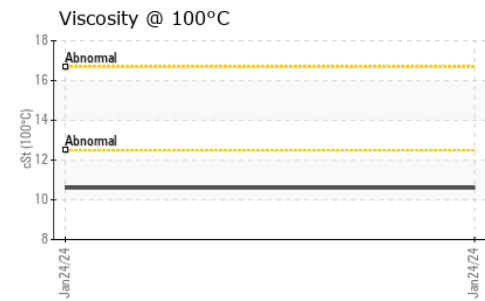 Viscosity @ 100°C
cSt (100°C)
18
16
14
12
10
8
Abnormal
Abnormal
Jan24/24
Jan24/24